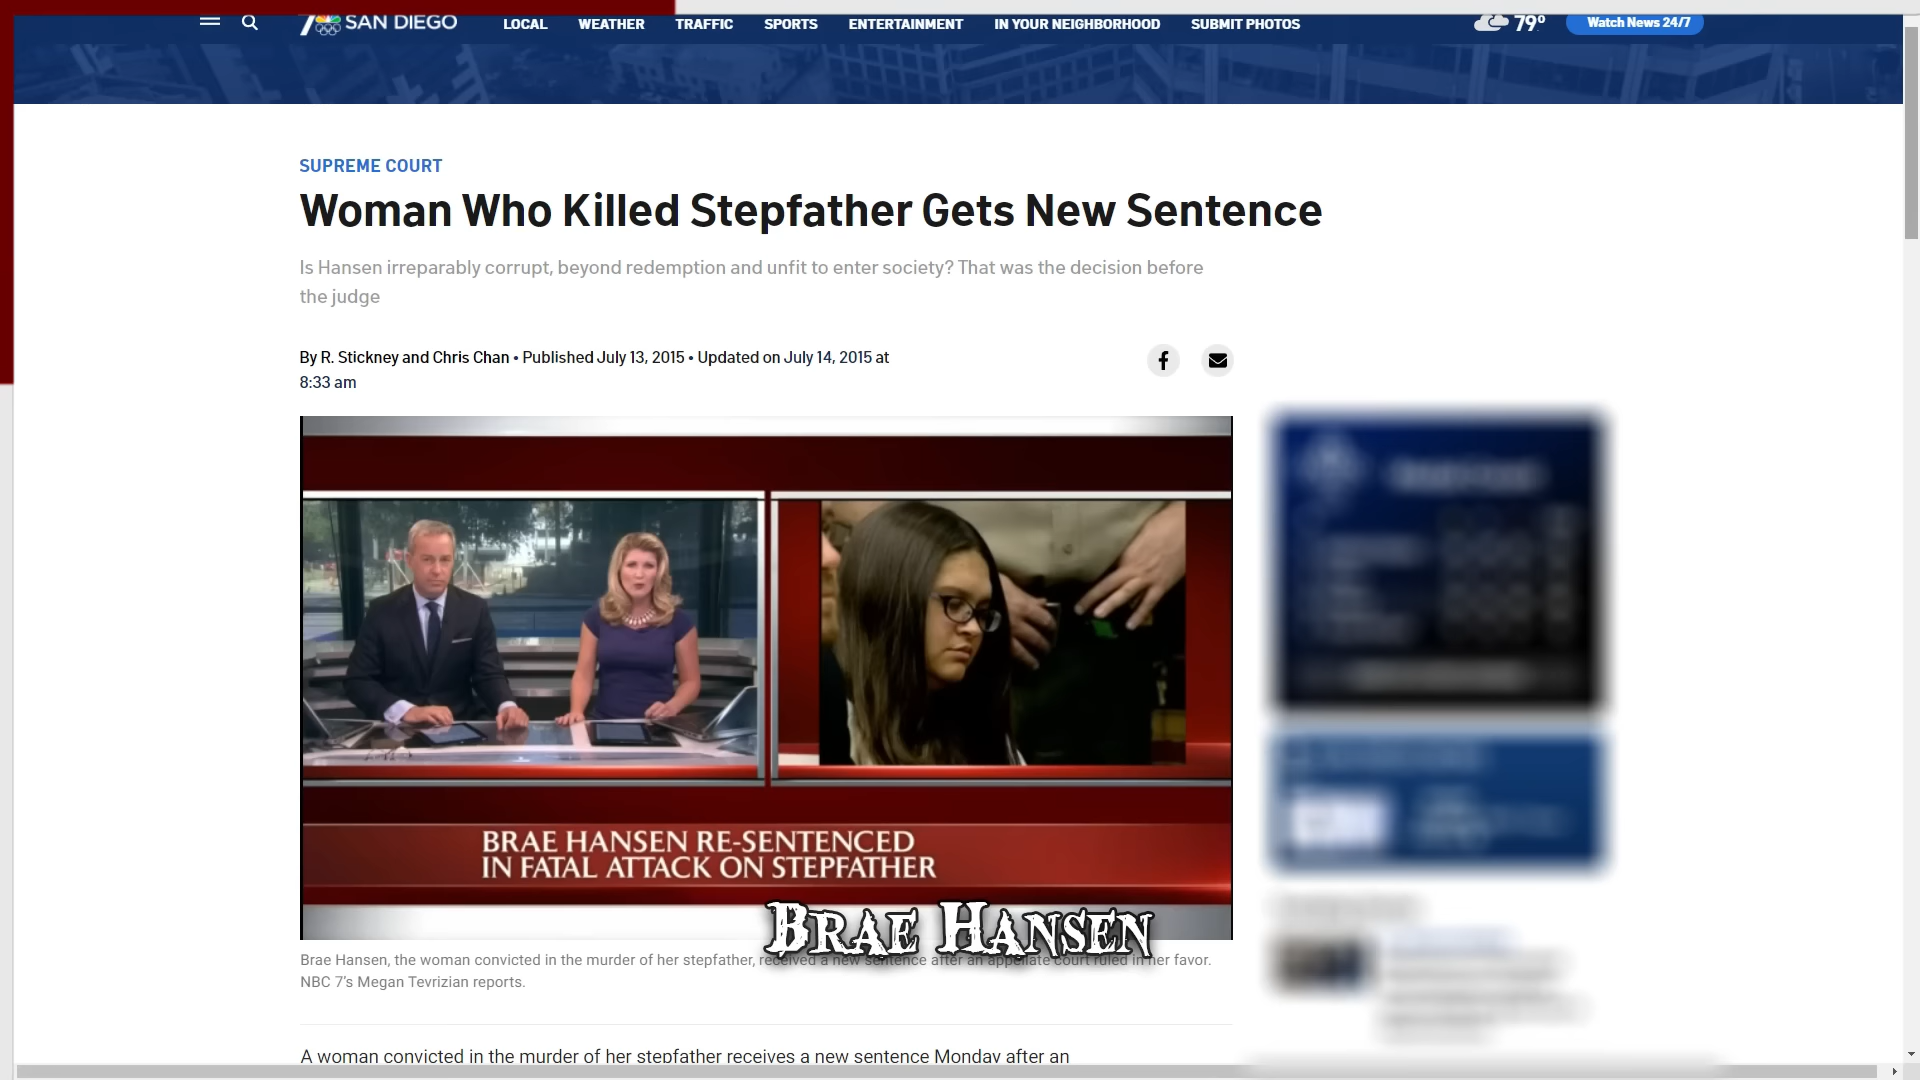 7 SAN DIEGO LOCAL WEATHER TRAFFIC SPORTS ENTERTAINMENT IN YOUR NEIGHBORHOOD SUBMIT PHOTOS 79º Watch News 24/7
SUPREME COURT
Woman Who Killed Stepfather Gets New Sentence
Is Hansen irreparably corrupt, beyond redemption and unfit to enter society? That was the decision before
the judge
By R. Stickney and Chris Chan • Published July 13, 2015 • Updated on July 14, 2015 at
8:33 am
BRAE HANSEN RE-SENTENCED
IN FATAL ATTACK ON STEPFATHER
BRAE HANSEN
Brae Hansen, the woman convicted in the murder of her stepfather, received a new sentence after an appellate court ruled in her favor.
NBC 7's Megan Tevrizian reports.
A woman convicted in the murder of her stepfather receives a new sentence Monday after an